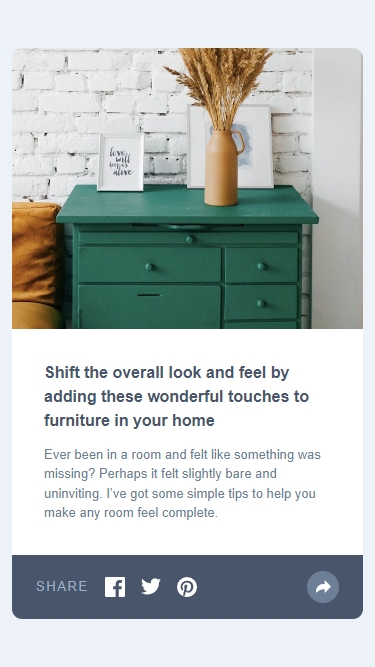 love
will
keep us
alive
Shift the overall look and feel by
adding these wonderful touches to
furniture in your home
Ever been in a room and felt like something was
missing? Perhaps it felt slightly bare and
uninviting. I’ve got some simple tips to help you
make any room feel complete.
SHARE